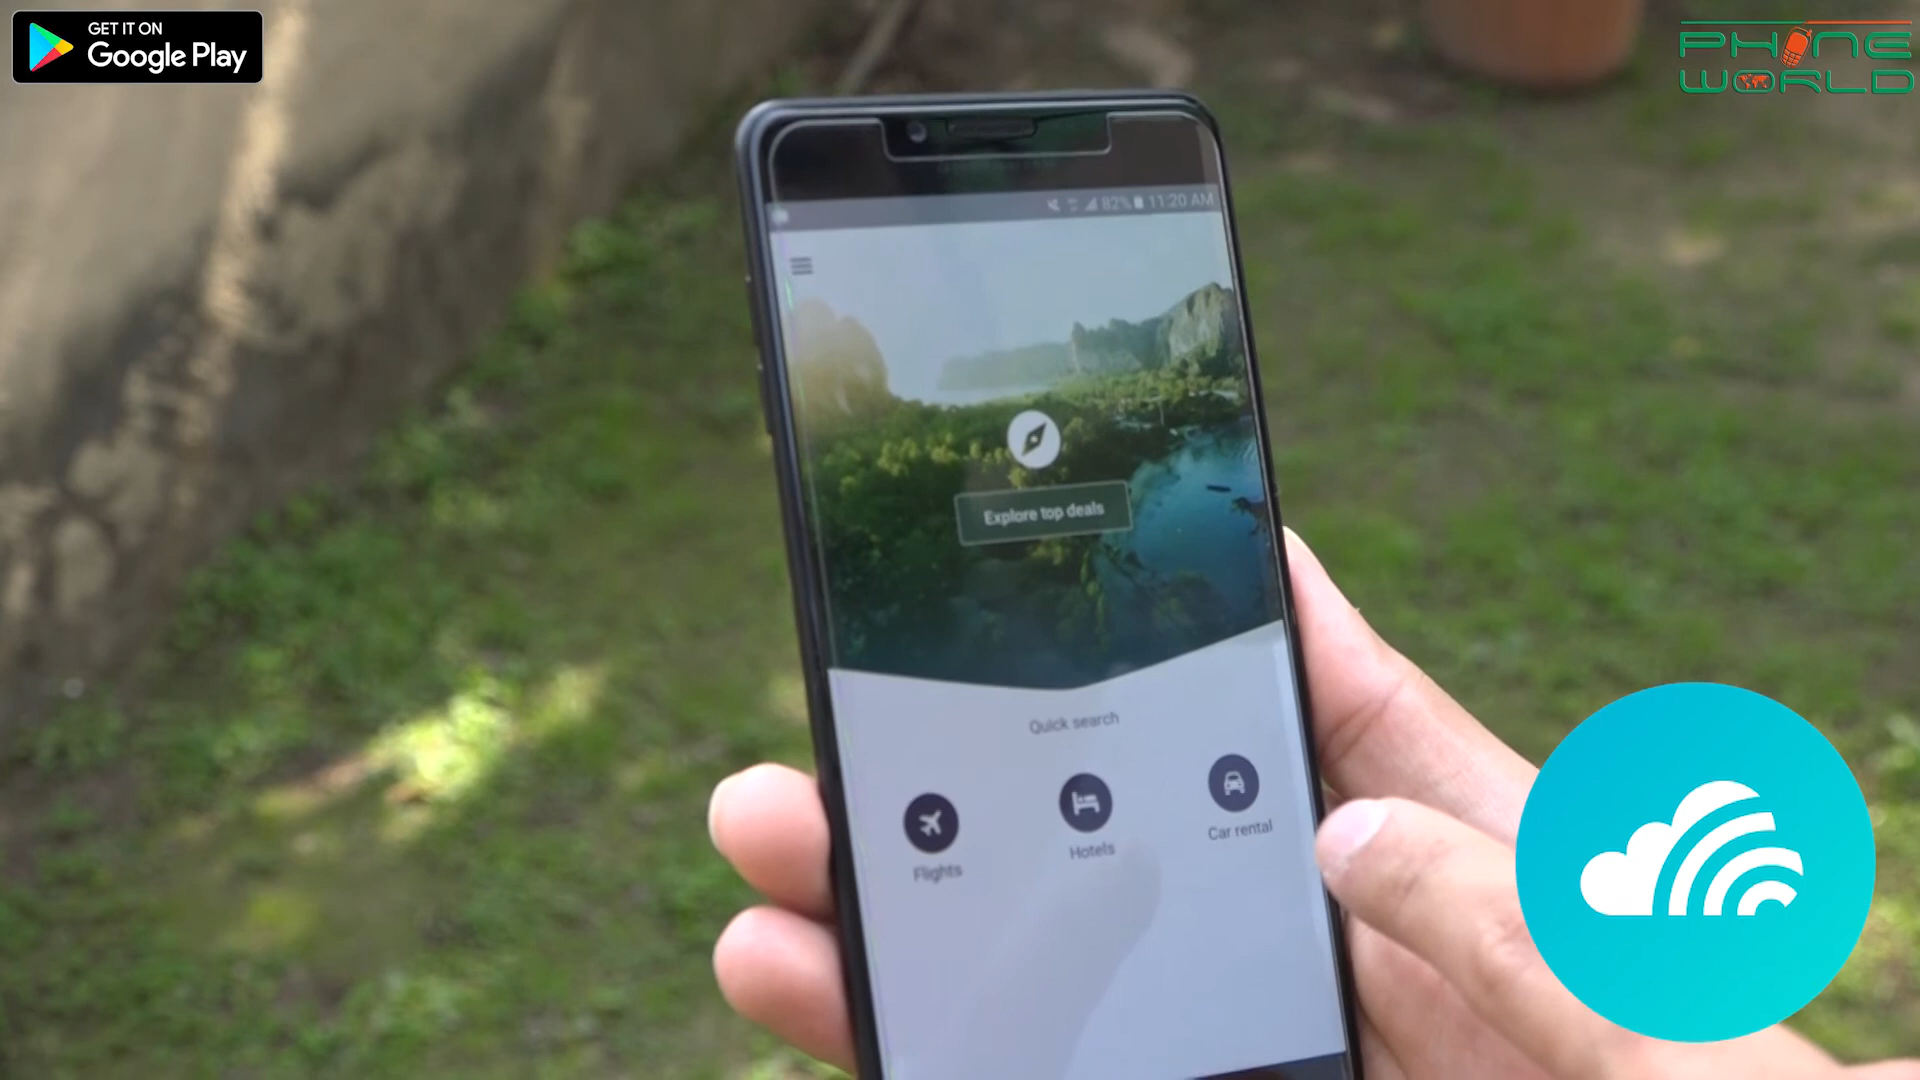 GET IT ON
Google Play
PHONE
WORLD
82% 11:20 AM
Explore top deals
Quick search
Flights
Hotels
Car rental